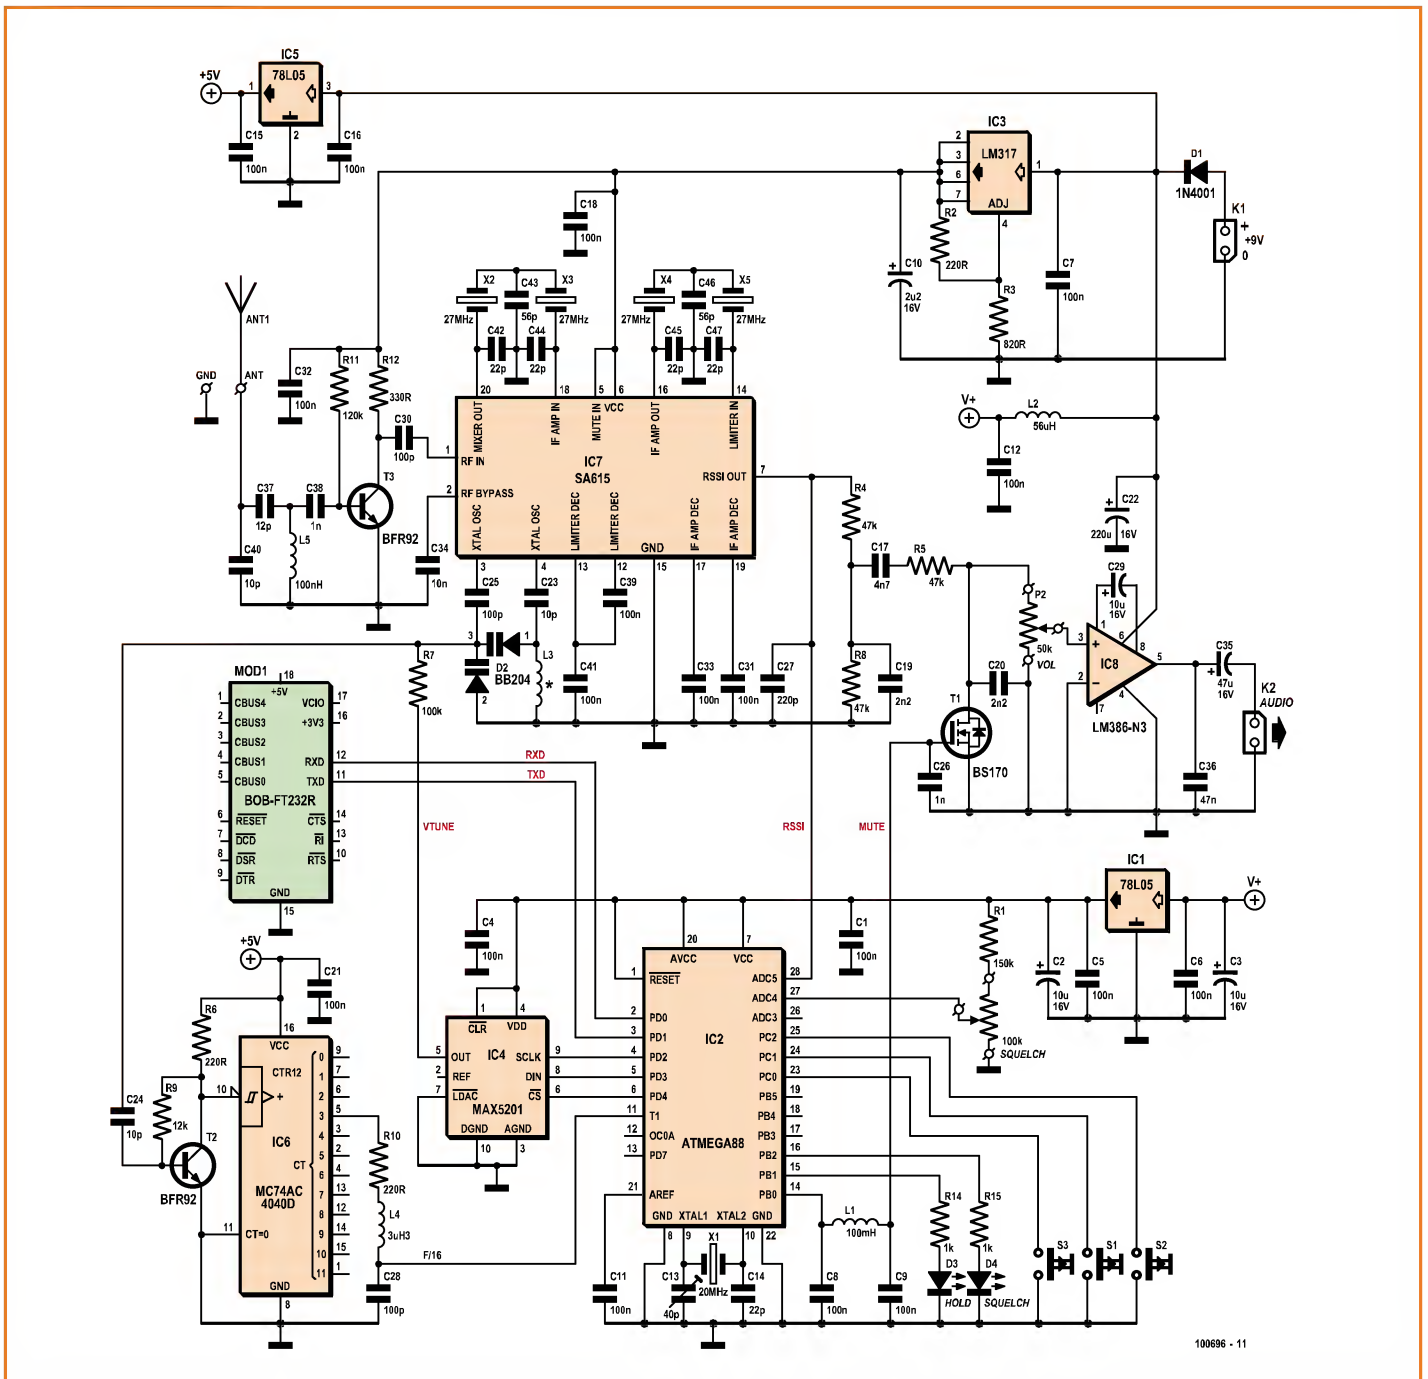 IC5
78L05
+5V
1
3
2
C15
100n
C16
100n
IC3
LM317
ADJ
2
3
6
7
1
4
D1
1N4001
K1
+
+9V
0
R2
220R
C10
+
2u2
16V
R3
820R
C7
100n
C18
100n
X2
27MHz
C43
56p
X3
27MHz
C42
22p
C44
22p
X4
27MHz
C46
56p
X5
27MHz
C45
22p
C47
22p
ANT1
GND
ANT
C32
100n
R11
120k
R12
330R
C30
100p
T3
BFR92
C37
12p
C38
1n
L5
100nH
C40
10p
C34
10n
20
18
5
6
16
14
MIXER OUT
IF AMP IN
MUTE IN
VCC
IF AMP OUT
LIMITER IN
1
RF IN
2
RF BYPASS
IC7
SA615
RSSI OUT
7
XTAL OSC
XTAL OSC
LIMITER DEC
LIMITER DEC
GND
IF AMP DEC
IF AMP DEC
3
4
13
12
15
17
19
C25
100p
C23
10p
C39
100n
3
1
2
D2
BB204
L3
*
C41
100n
C33
100n
C31
100n
C27
220p
R8
47k
C19
2n2
R4
47k
C17
4n7
R5
47k
V+
L2
56uH
C12
100n
C22
+
220u
16V
C29
+
10u
16V
P2
50k
VOL
C20
2n2
T1
BS170
C26
1n
3
+
2
−
1
6
8
5
4
7
IC8
LM386-N3
C35
+
47u
16V
C36
47n
K2
AUDIO
R7
100k
MOD1
18
+5V
1
CBUS4
2
CBUS3
3
CBUS2
4
CBUS1
5
CBUS0
VCIO
17
+3V3
16
RXD
12
TXD
11
BOB-FT232R
6
RESET
7
DCD
8
DSR
9
DTR
CTS
14
RI
13
RTS
10
GND
15
RXD
TXD
VTUNE
RSSI
MUTE
+5V
C21
100n
R6
220R
R9
12k
C24
10p
T2
BFR92
16
VCC
CTR12
10
+
IC6
CT
MC74AC
4040D
11
CT=0
GND
8
0
9
1
7
2
6
3
5
4
3
5
2
6
4
7
13
8
12
9
14
10
15
11
1
R10
220R
L4
3uH3
C28
100p
F/16
C4
100n
1
4
CLR
VDD
5
OUT
2
REF
7
LDAC
IC4
SCLK
9
DIN
8
CS
6
MAX5201
DGND
AGND
10
3
20
7
AVCC
VCC
1
RESET
2
PD0
3
PD1
4
PD2
5
PD3
6
PD4
11
T1
12
OC0A
13
PD7
21
AREF
IC2
ATMEGA88
ADC5
28
ADC4
27
ADC3
26
PC2
25
PC1
24
PC0
23
PB5
19
PB4
18
PB3
17
PB2
16
PB1
15
PB0
14
GND
XTAL1
XTAL2
GND
8
9
10
22
X1
20MHz
C11
100n
C13
40p
C14
22p
C8
100n
L1
100mH
C9
100n
C1
100n
R1
150k
100k
SQUELCH
C2
+
10u
16V
C5
100n
IC1
78L05
V+
C6
100n
C3
+
10u
16V
R14
1k
R15
1k
D3
HOLD
D4
SQUELCH
S3
S1
S2
100696 - 11